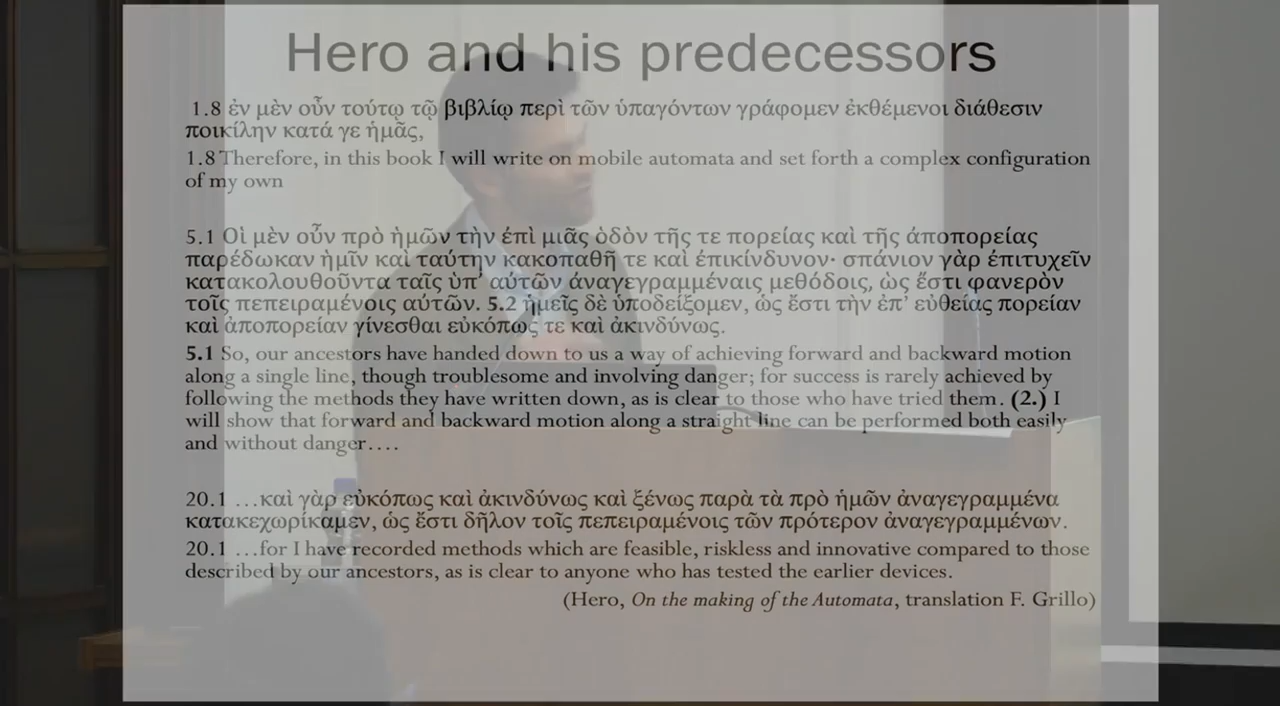 Hero and his predecessors
1.8 ἐν μὲν οὖν τούτῳ τῷ βιβλίῳ περὶ τῶν ὑπαγόντων γράφομεν ἐκθέμενοι διάθεσιν
ποικίλην κατά γε ἡμᾶς,
1.8 Therefore, in this book I will write on mobile automata and set forth a complex configuration
of my own
5.1 Οἱ μὲν οὖν πρὸ ἡμῶν τὴν ἐπὶ μιᾶς ὁδὸν τῆς τε πορείας καὶ τῆς ἀποπορείας
παρέδωκαν ἡμῖν καὶ ταύτην κακοπαθῆ τε καὶ ἐπικίνδυνον· σπάνιον γὰρ ἐπιτυχεῖν
κατακολουθοῦντα ταῖς ὑπ’ αὐτῶν ἀναγεγραμμέναις μεθόδοις, ὡς ἔστι φανερὸν
τοῖς πεπειραμένοις αὐτῶν. 5.2 ἡμεῖς δὲ ὑποδείξομεν, ὡς ἔστι τὴν ἐπ’ εὐθείας πορείαν
καὶ ἀποπορείαν γίνεσθαι εὐκόπως τε καὶ ἀκινδύνως.
5.1 So, our ancestors have handed down to us a way of achieving forward and backward motion
along a single line, though troublesome and involving danger; for success is rarely achieved by
following the methods they have written down, as is clear to those who have tried them. (2.) I
will show that forward and backward motion along a straight line can be performed both easily
and without danger….
20.1 …καὶ γὰρ εὐκόπως καὶ ἀκινδύνως καὶ ξένως παρὰ τὰ πρὸ ἡμῶν ἀναγεγραμμένα
κατακεχωρίκαμεν, ὡς ἔστι δῆλον τοῖς πεπειραμένοις τῶν πρότερον ἀναγεγραμμένων.
20.1 …for I have recorded methods which are feasible, riskless and innovative compared to those
described by our ancestors, as is clear to anyone who has tested the earlier devices.
(Hero, On the making of the Automata, translation F. Grillo)